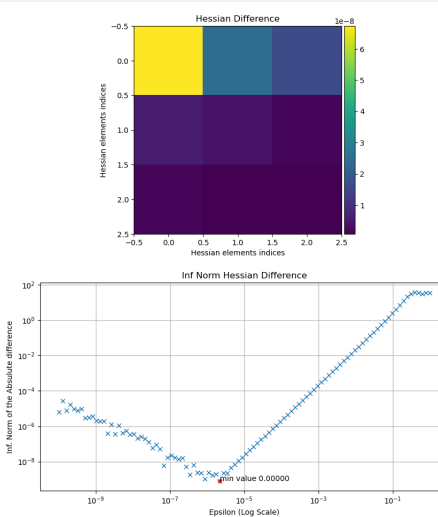 Hessian Difference
1e−8
−0.5
0.0
0.5
1.0
1.5
2.0
2.5
Hessian elements indices
−0.5 0.0 0.5 1.0 1.5 2.0 2.5
Hessian elements indices
6
5
4
3
2
1
Inf Norm Hessian Difference
10²
10⁰
10⁻²
10⁻⁴
10⁻⁶
10⁻⁸
Inf. Norm of the absolute difference
min value 0.00000
10⁻⁹ 10⁻⁷ 10⁻⁵ 10⁻³ 10⁻¹
Epsilon (Log Scale)